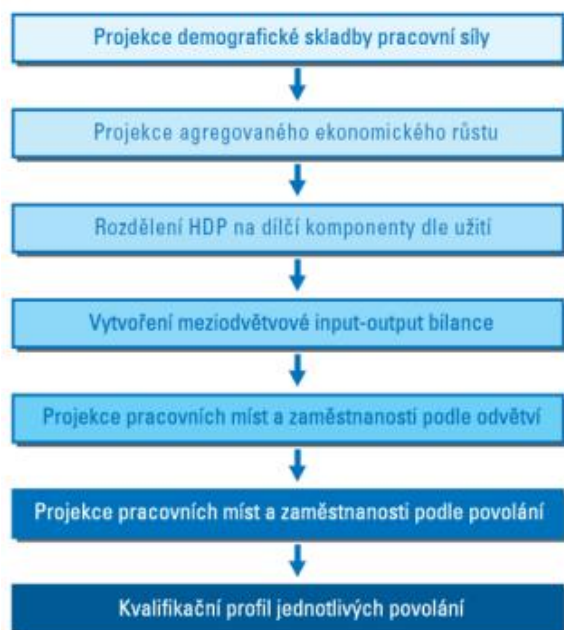 Projekce demografické skladby pracovní síly
Projekce agregovaného ekonomického růstu
Rozdělení HDP na dílčí komponenty dle užití
Vytvoření meziodvětvové input-output bilance
Projekce pracovních míst a zaměstnanosti podle odvětví
Projekce pracovních míst a zaměstnanosti podle povolání
Kvalifikační profil jednotlivých povolání